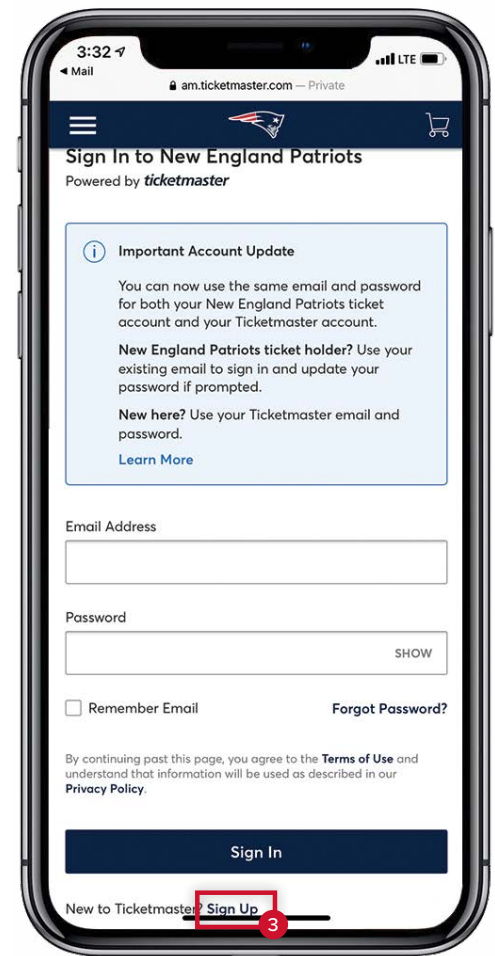 3:32
LTE
◀ Mail
am.ticketmaster.com — Private
Sign In to New England Patriots
Powered by ticketmaster
Important Account Update
You can now use the same email and password
for both your New England Patriots ticket
account and your Ticketmaster account.
New England Patriots ticket holder? Use your
existing email to sign in and update your
password if prompted.
New here? Use your Ticketmaster email and
password.
Learn More
Email Address
Password
SHOW
Remember Email
Forgot Password?
By continuing past this page, you agree to the Terms of Use and
understand that information will be used as described in our
Privacy Policy.
Sign In
New to Ticketmaster? Sign Up
3